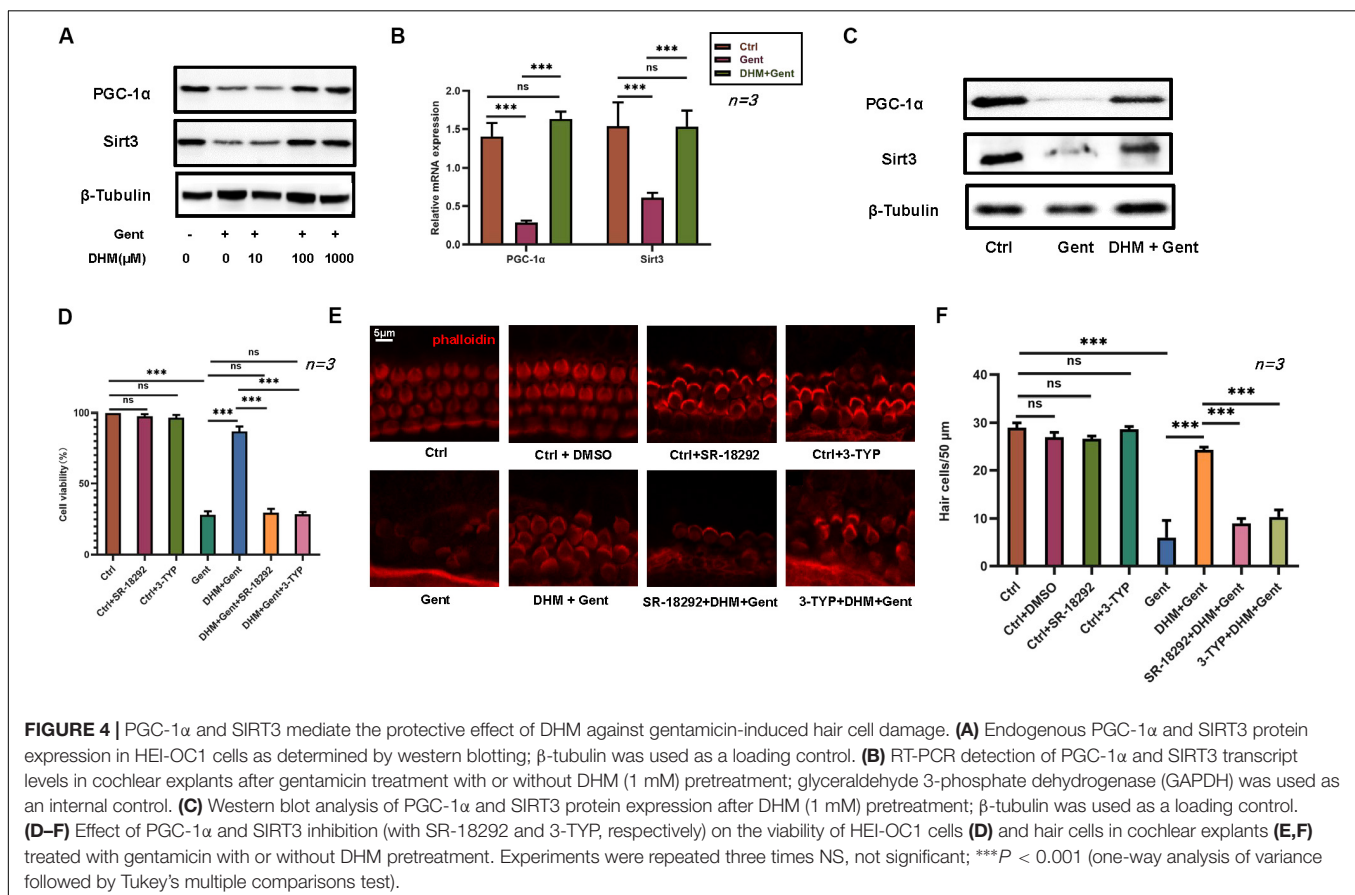 A
PGC-1α
Sirt3
β-Tubulin
Gent - + + + +
DHM(μM) 0 0 10 100 1000
B
Ctrl
Gent
DHM+Gent
n=3
*** ***
ns ns
*** ***
Relative mRNA expression
2.0
1.5
1.0
0.5
0.0
PGC-1α Sirt3
C
PGC-1α
Sirt3
β-Tubulin
Ctrl Gent DHM + Gent
D
n=3
ns
ns
*** ***
ns *** ***
ns
Cell viability(%)
100
50
0
Ctrl
Ctrl+SR-18292
Ctrl+3-TYP
Gent
DHM+Gent
DHM+Gent+SR-18292
DHM+Gent+3-TYP
E
5μm
phalloidin
Ctrl Ctrl + DMSO Ctrl+SR-18292 Ctrl+3-TYP
Gent DHM + Gent SR-18292+DHM+Gent 3-TYP+DHM+Gent
F
n=3
***
ns
ns ***
ns *** ***
Hair cells/50 μm
40
30
20
10
0
Ctrl
Ctrl+DMSO
Ctrl+SR-18292
Ctrl+3-TYP
Gent
DHM+Gent
SR-18292+DHM+Gent
3-TYP+DHM+Gent
FIGURE 4 | PGC-1α and SIRT3 mediate the protective effect of DHM against gentamicin-induced hair cell damage. (A) Endogenous PGC-1α and SIRT3 protein
expression in HEI-OC1 cells as determined by western blotting; β-tubulin was used as a loading control. (B) RT-PCR detection of PGC-1α and SIRT3 transcript
levels in cochlear explants after gentamicin treatment with or without DHM (1 mM) pretreatment; glyceraldehyde 3-phosphate dehydrogenase (GAPDH) was used as
an internal control. (C) Western blot analysis of PGC-1α and SIRT3 protein expression after DHM (1 mM) pretreatment; β-tubulin was used as a loading control.
(D–F) Effect of PGC-1α and SIRT3 inhibition (with SR-18292 and 3-TYP, respectively) on the viability of HEI-OC1 cells (D) and hair cells in cochlear explants (E,F)
treated with gentamicin with or without DHM pretreatment. Experiments were repeated three times NS, not significant; ***P < 0.001 (one-way analysis of variance
followed by Tukey's multiple comparisons test).